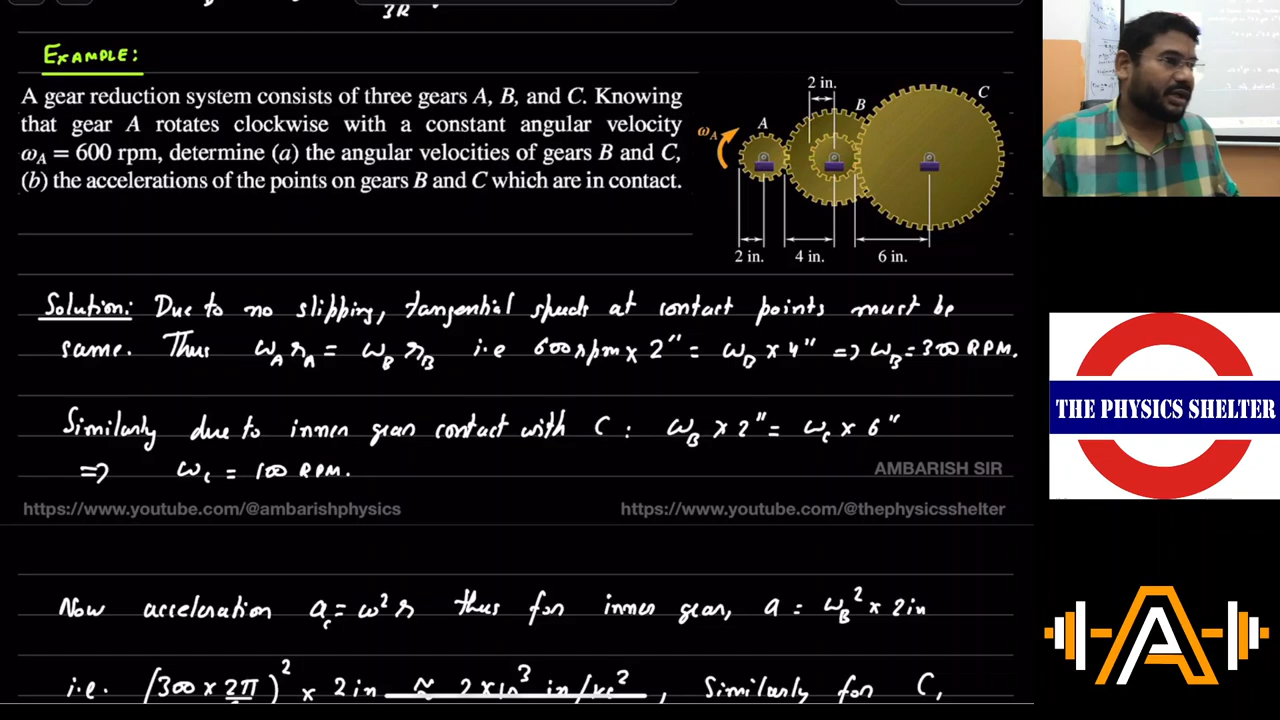 3R
EXAMPLE:
A gear reduction system consists of three gears A, B, and C. Knowing
that gear A rotates clockwise with a constant angular velocity
ωA = 600 rpm, determine (a) the angular velocities of gears B and C,
(b) the accelerations of the points on gears B and C which are in contact.
2 in.
A
B
C
ωA
2 in.
4 in.
6 in.
Solution: Due to no slipping, tangential speeds at contact points must be
same. Thus ωA rA = ωB rB i.e 600rpm × 2" = ωB × 4" => ωB = 300 RPM.
Similarly due to inner gear contact with C : ωB × 2" = ωC × 6"
=> ωC = 100 RPM.
AMBARISH SIR
https://www.youtube.com/@ambarishphysics
https://www.youtube.com/@thephysicsshelter
Now acceleration ac = ω² r thus for inner gear, a = ωB² × 2in
i.e. (300 × 2π)² × 2in ≈ 2×10³ in/sec², Similarly for C,
THE PHYSICS SHELTER
A